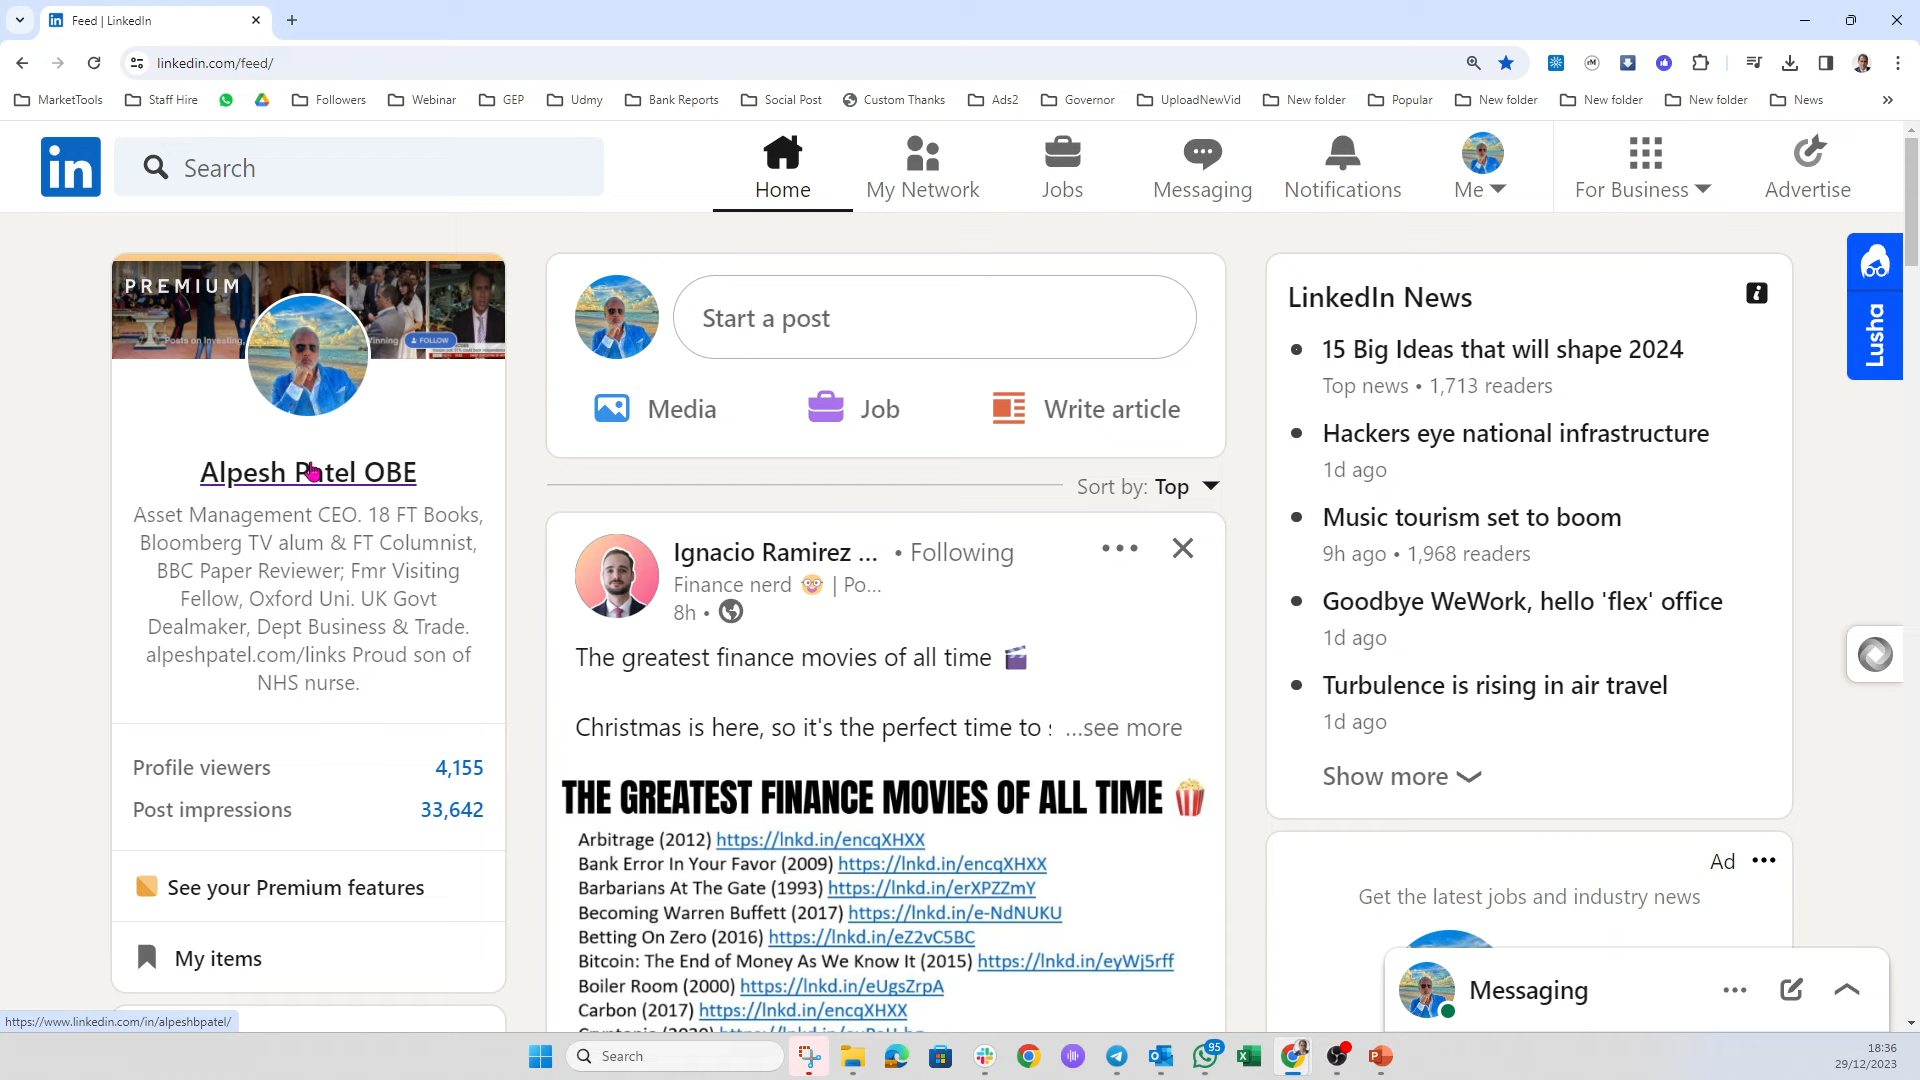 Feed | LinkedIn
linkedin.com/feed/
MarketTools
Staff Hire
Followers
Webinar
GEP
Udmy
Bank Reports
Social Post
Custom Thanks
Ads2
Governor
UploadNewVid
New folder
Popular
New folder
New folder
New folder
News
in
Search
Home
My Network
Jobs
Messaging
Notifications
Me
For Business
Advertise
PREMIUM
Posts on Investing,
FOLLOW
Alpesh Patel OBE
Asset Management CEO. 18 FT Books,
Bloomberg TV alum & FT Columnist,
BBC Paper Reviewer; Fmr Visiting
Fellow, Oxford Uni. UK Govt
Dealmaker, Dept Business & Trade.
alpeshpatel.com/links Proud son of
NHS nurse.
Profile viewers 4,155
Post impressions 33,642
See your Premium features
My items
https://www.linkedin.com/in/alpeshbpatel/
Start a post
Media
Job
Write article
Sort by: Top
Ignacio Ramirez ... • Following
Finance nerd 🤓 | Po...
8h •
The greatest finance movies of all time 🎬
Christmas is here, so it's the perfect time to ...see more
THE GREATEST FINANCE MOVIES OF ALL TIME 🍿
Arbitrage (2012) https://lnkd.in/encqXHXX
Bank Error In Your Favor (2009) https://lnkd.in/encqXHXX
Barbarians At The Gate (1993) https://lnkd.in/erXPZZmY
Becoming Warren Buffett (2017) https://lnkd.in/e-NdNUKU
Betting On Zero (2016) https://lnkd.in/eZ2vC5BC
Bitcoin: The End of Money As We Know It (2015) https://lnkd.in/eyWj5rff
Boiler Room (2000) https://lnkd.in/eUgsZrpA
Carbon (2017) https://lnkd.in/encqXHXX
LinkedIn News
• 15 Big Ideas that will shape 2024
Top news • 1,713 readers
• Hackers eye national infrastructure
1d ago
• Music tourism set to boom
9h ago • 1,968 readers
• Goodbye WeWork, hello 'flex' office
1d ago
• Turbulence is rising in air travel
1d ago
Show more
Ad
Get the latest jobs and industry news
Messaging
Lusha
Search
95
18:36
29/12/2023